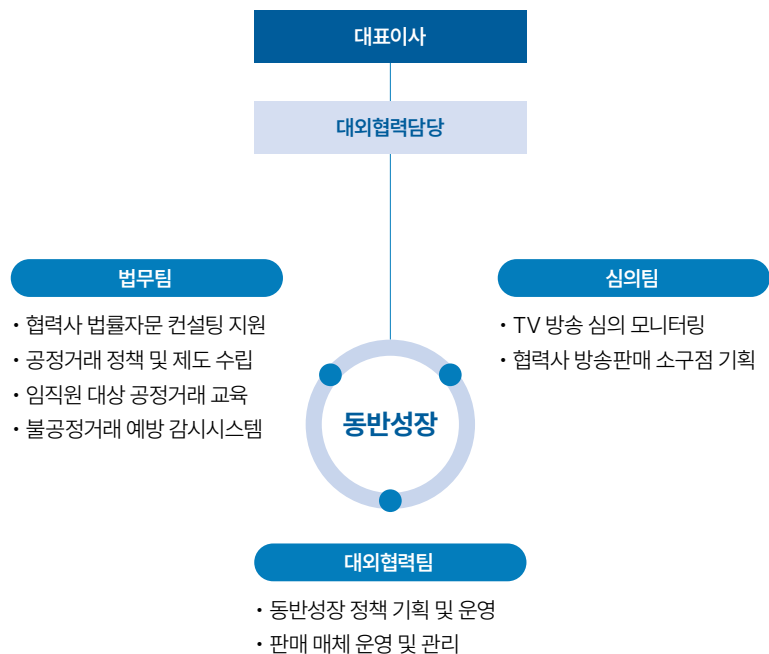 대표이사
대외협력담당
법무팀
• 협력사 법률자문 컨설팅 지원
• 공정거래 정책 및 제도 수립
• 임직원 대상 공정거래 교육
• 불공정거래 예방 감시시스템
심의팀
• TV 방송 심의 모니터링
• 협력사 방송판매 소구점 기획
동반성장
대외협력팀
• 동반성장 정책 기획 및 운영
• 판매 매체 운영 및 관리